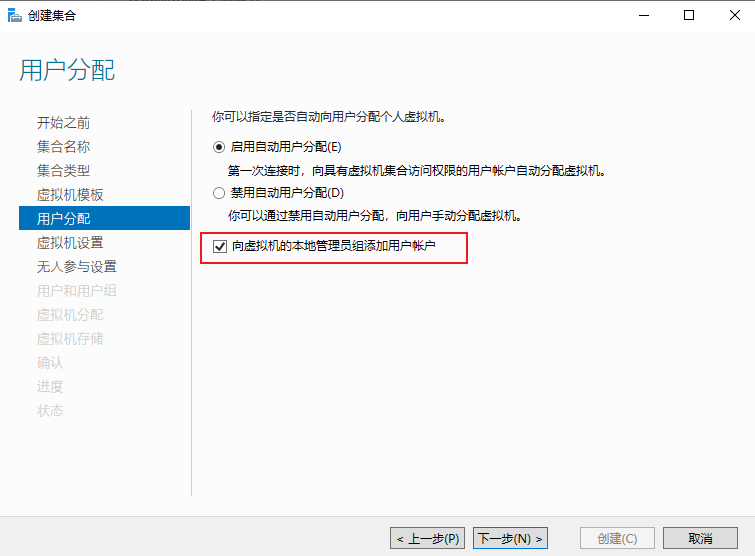 创建集合
用户分配
开始之前
集合名称
集合类型
虚拟机模板
用户分配
虚拟机设置
无人参与设置
用户和用户组
虚拟机分配
虚拟机存储
确认
进度
状态
你可以指定是否自动向用户分配个人虚拟机。
启用自动用户分配(E)
第一次连接时，向具有虚拟机集合访问权限的用户帐户自动分配虚拟机。
禁用自动用户分配(D)
你可以通过禁用自动用户分配，向用户手动分配虚拟机。
向虚拟机的本地管理员组添加用户帐户
< 上一步(P)
下一步(N) >
创建(C)
取消